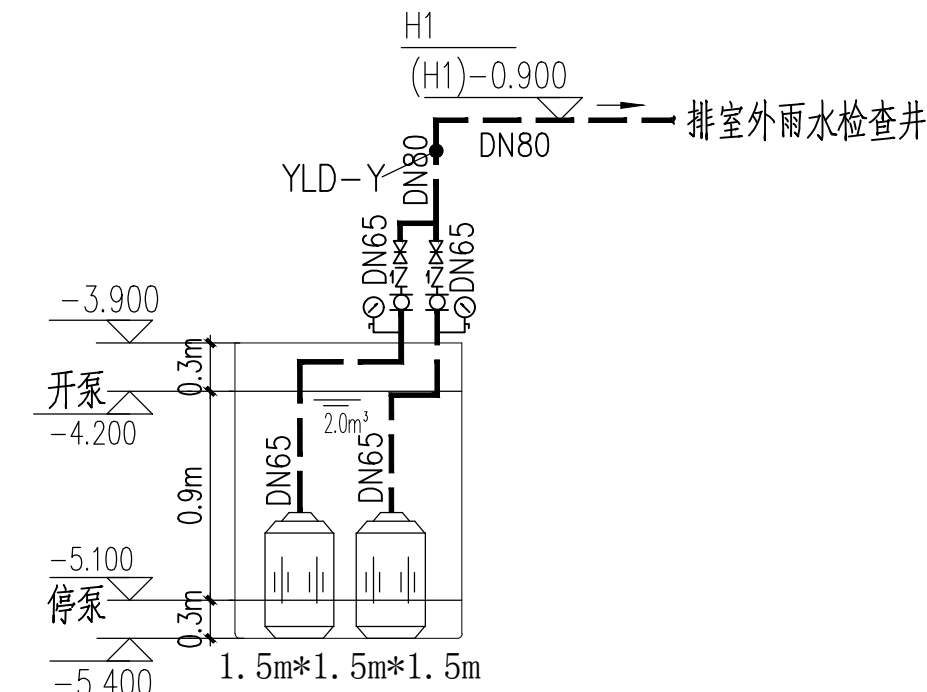 H1
(H1)-0.900
排室外雨水检查井
DN80
DN80
YLD-Y
DN65
DN65
-3.900
0.3m
开泵
-4.200
2.0m³
DN65
DN65
0.9m
-5.100
停泵
0.3m
1.5m*1.5m*1.5m
-5.400